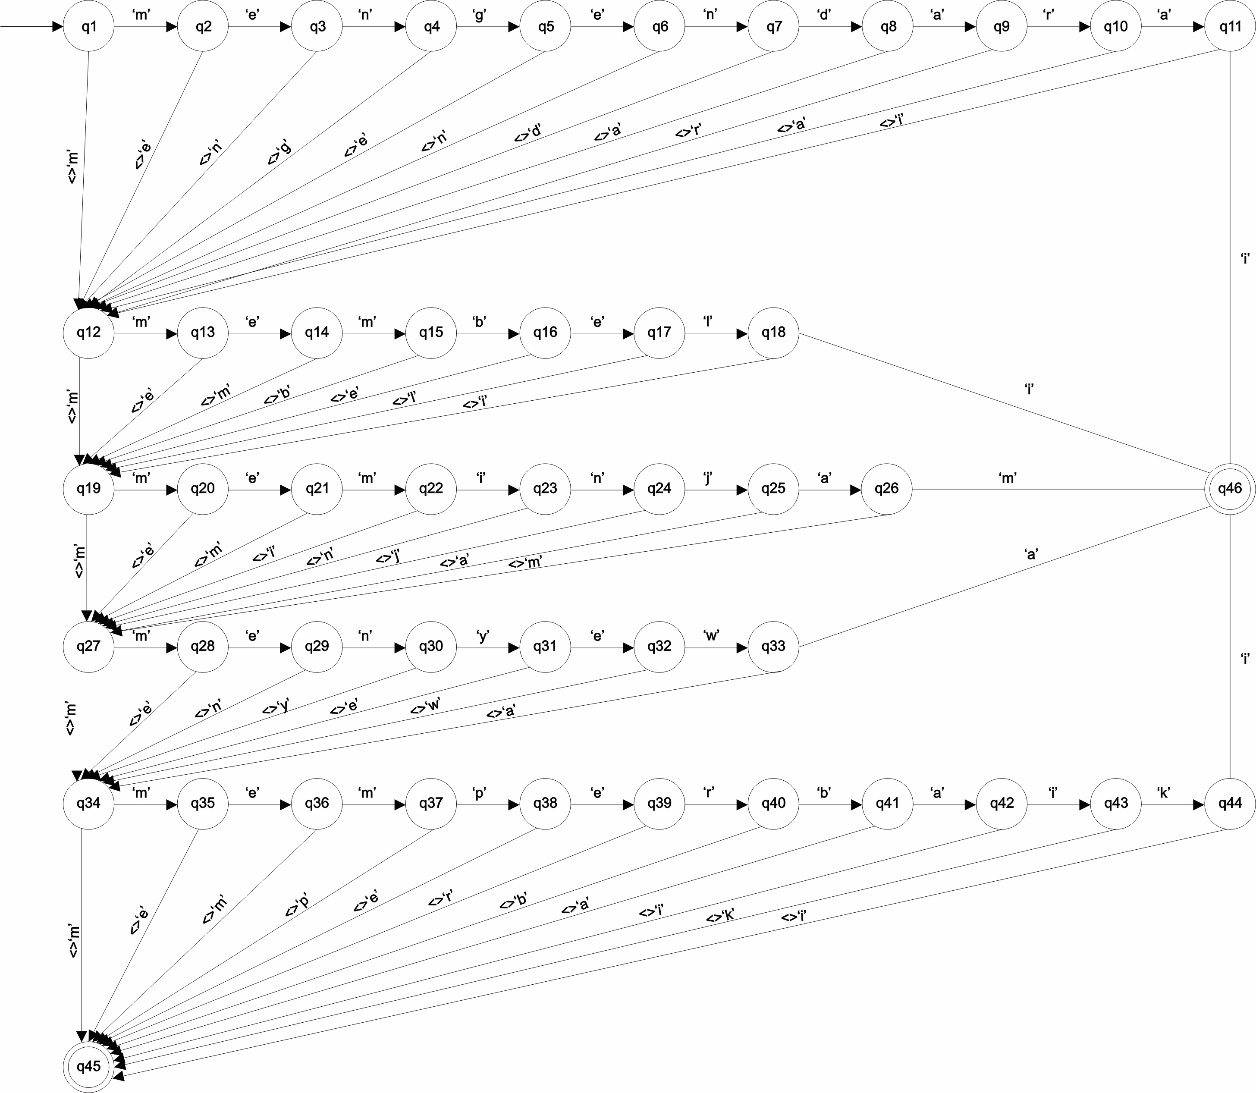 ‘m’ ‘e’ ‘n’ ‘g’ ‘e’ ‘n’ ‘d’ ‘a’ ‘r’ ‘a’
q1 q2 q3 q4 q5 q6 q7 q8 q9 q10 q11
<>‘m’ <>‘e’ <>‘n’ <>‘g’ <>‘e’ <>‘n’ <>‘d’ <>‘a’ <>‘r’ <>‘a’ <>‘i’
‘i’
‘m’ ‘e’ ‘m’ ‘b’ ‘e’ ‘l’
q12 q13 q14 q15 q16 q17 q18
<>‘m’ <>‘e’ <>‘m’ <>‘b’ <>‘e’ <>‘l’ <>‘i’ ‘i’
‘m’ ‘e’ ‘m’ ‘i’ ‘n’ ‘j’ ‘a’ ‘m’
q19 q20 q21 q22 q23 q24 q25 q26 q46
<>‘m’ <>‘e’ <>‘m’ <>‘i’ <>‘n’ <>‘j’ <>‘a’ <>‘m’ ‘a’
‘m’ ‘e’ ‘n’ ‘y’ ‘e’ ‘w’
q27 q28 q29 q30 q31 q32 q33
‘i’
<>‘m’ <>‘e’ <>‘n’ <>‘y’ <>‘e’ <>‘w’ <>‘a’
‘m’ ‘e’ ‘m’ ‘p’ ‘e’ ‘r’ ‘b’ ‘a’ ‘i’ ‘k’
q34 q35 q36 q37 q38 q39 q40 q41 q42 q43 q44
<>‘m’ <>‘e’ <>‘m’ <>‘p’ <>‘e’ <>‘r’ <>‘b’ <>‘a’ <>‘i’ <>‘k’ <>‘i’
q45